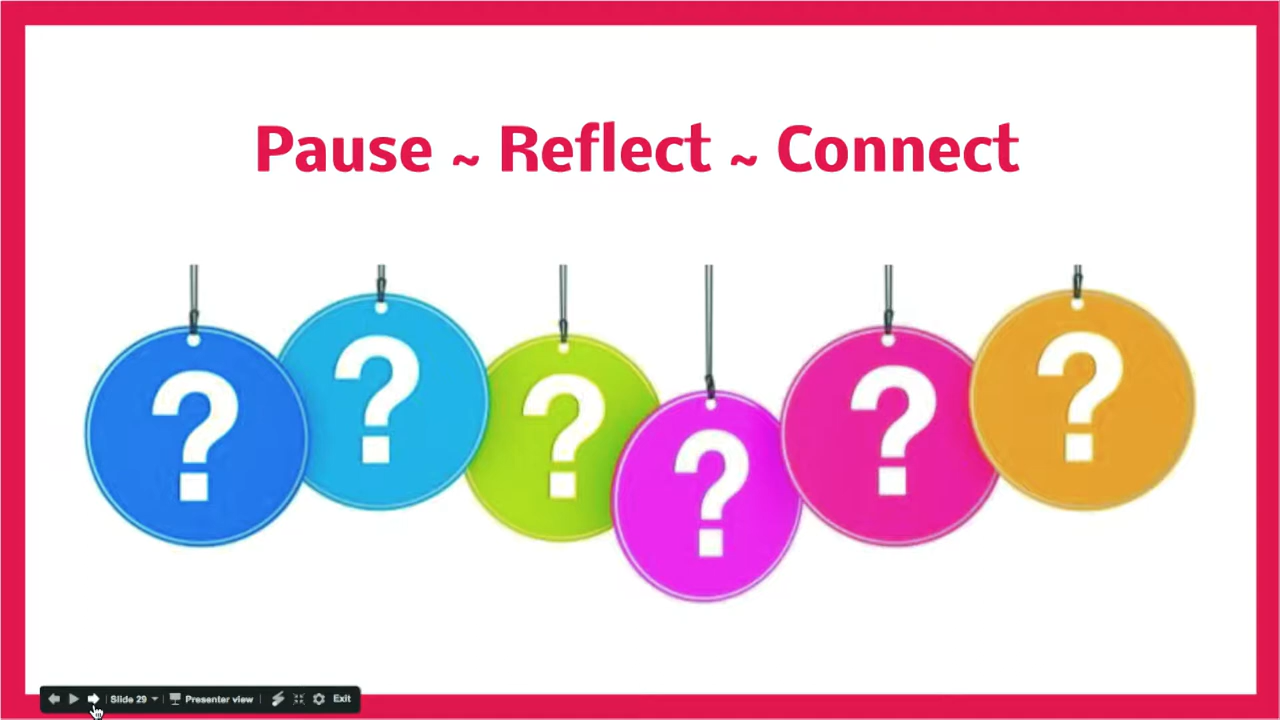 Pause ~ Reflect ~ Connect
? ? ? ? ? ?
Slide 29 Presenter view Exit